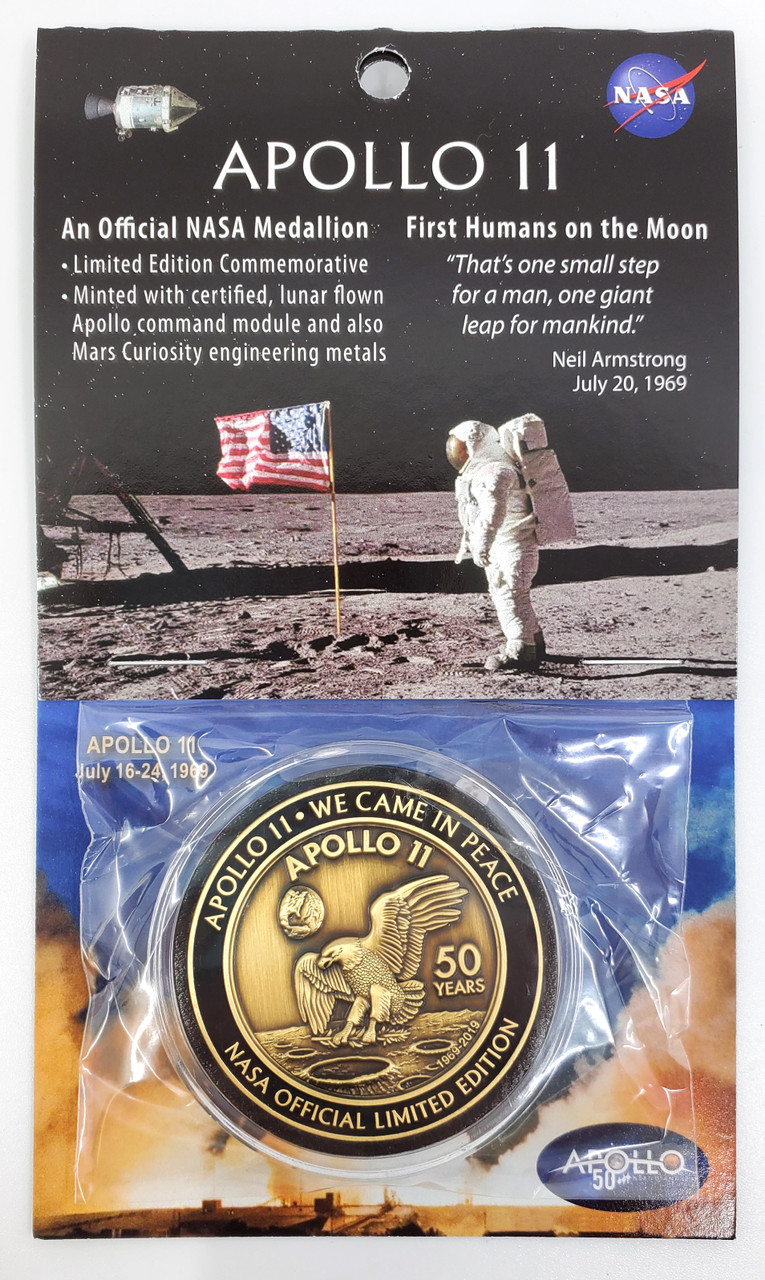 NASA
APOLLO 11
An Official NASA Medallion
• Limited Edition Commemorative
• Minted with certified, lunar flown
Apollo command module and also
Mars Curiosity engineering metals
First Humans on the Moon
“That’s one small step
for a man, one giant
leap for mankind.”
Neil Armstrong
July 20, 1969
APOLLO 11
July 16-24, 1969
APOLLO 11 • WE CAME IN PEACE
APOLLO 11
50
YEARS
1969-2019
NASA OFFICIAL LIMITED EDITION
APOLLO
50th